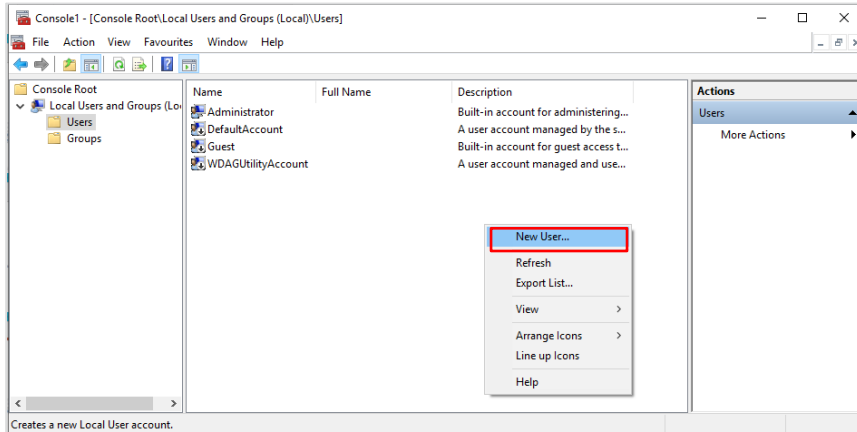 Console1 - [Console Root\Local Users and Groups (Local)\Users]
File Action View Favourites Window Help
Console Root
Local Users and Groups (Lo
Users
Groups
Name Full Name Description
Administrator Built-in account for administering...
DefaultAccount A user account managed by the s...
Guest Built-in account for guest access t...
WDAGUtilityAccount A user account managed and use...
New User...
Refresh
Export List...
View
Arrange Icons
Line up Icons
Help
Actions
Users
More Actions
Creates a new Local User account.